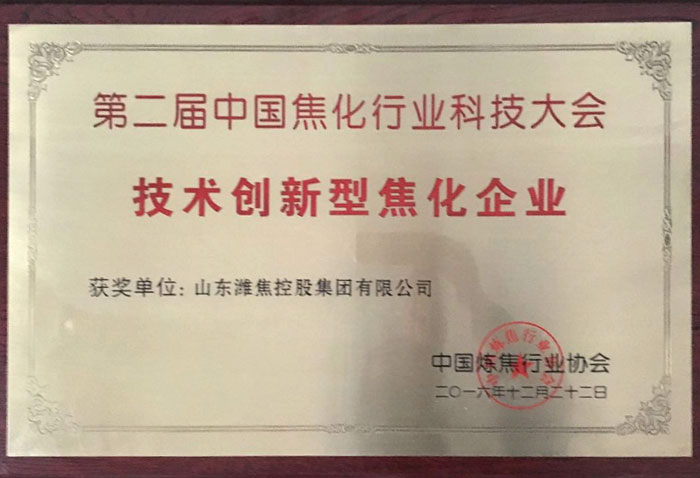 第二届中国焦化行业科技大会
技术创新型焦化企业
获奖单位：山东潍焦控股集团有限公司
中国炼焦行业协会
二〇一六年十二月二十二日